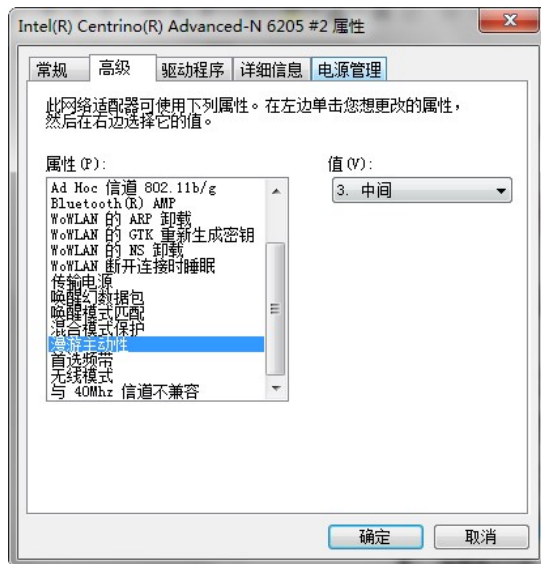 Intel(R) Centrino(R) Advanced-N 6205 #2 属性
常规 高级 驱动程序 详细信息 电源管理
此网络适配器可使用下列属性。在左边单击您想更改的属性，
然后在右边选择它的值。
属性(P):
值(V):
Ad Hoc 信道 802.11b/g
3. 中间
Bluetooth(R) AMP
WoWLAN 的 ARP 卸载
WoWLAN 的 GTK 重新生成密钥
WoWLAN 的 NS 卸载
WoWLAN 断开连接时睡眠
传输电源
唤醒幻数据包
唤醒模式匹配
混合模式保护
漫游主动性
首选频带
无线模式
与 40Mhz 信道不兼容
确定 取消